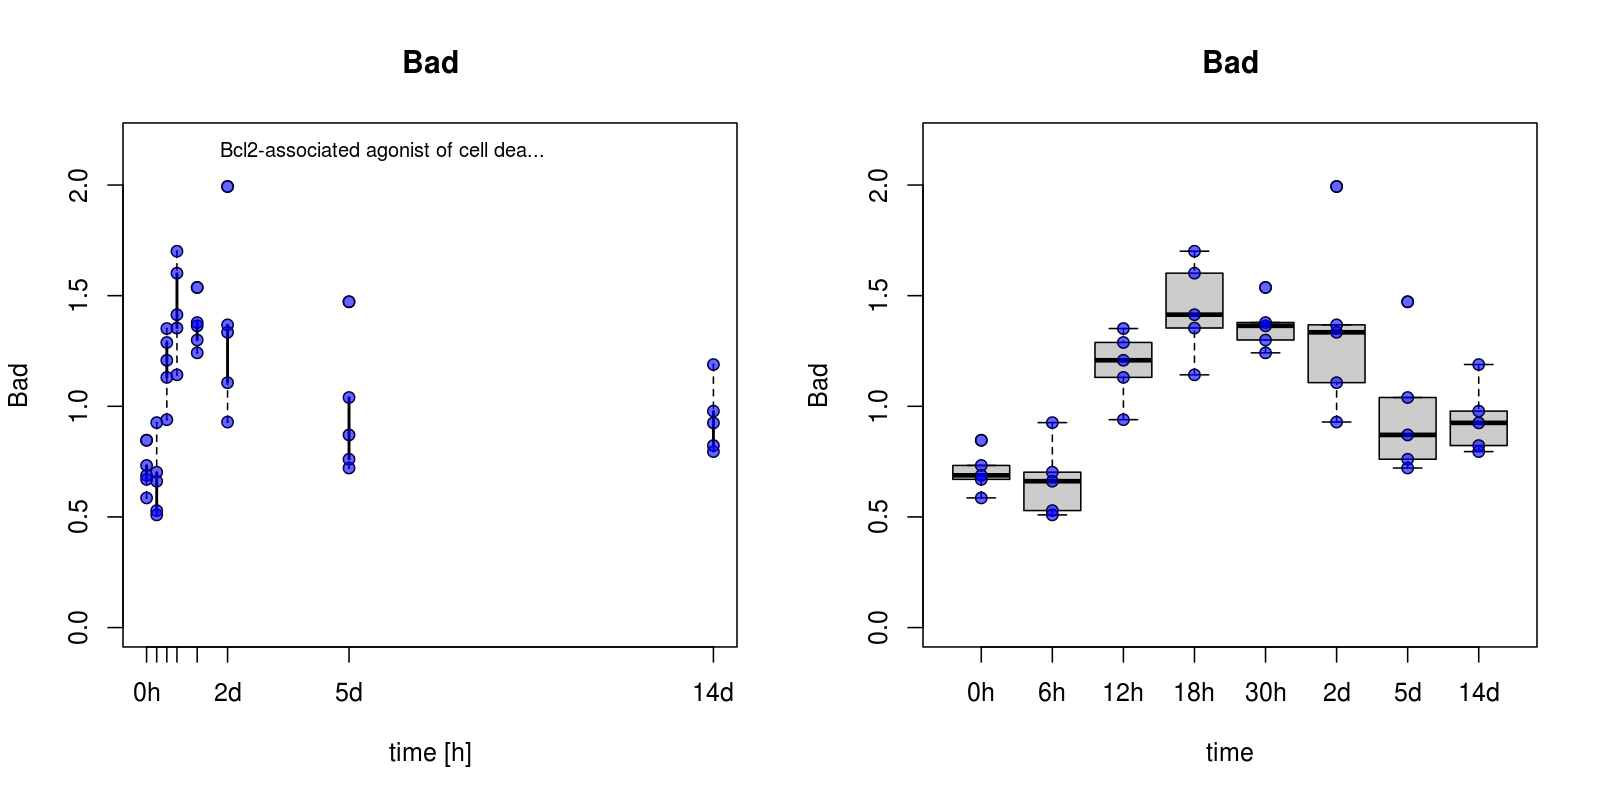 Bad
Bcl2-associated agonist of cell dea...
Bad
2.0
1.5
1.0
0.5
0.0
0h 2d 5d 14d
time [h]
Bad
Bad
2.0
1.5
1.0
0.5
0.0
0h 6h 12h 18h 30h 2d 5d 14d
time